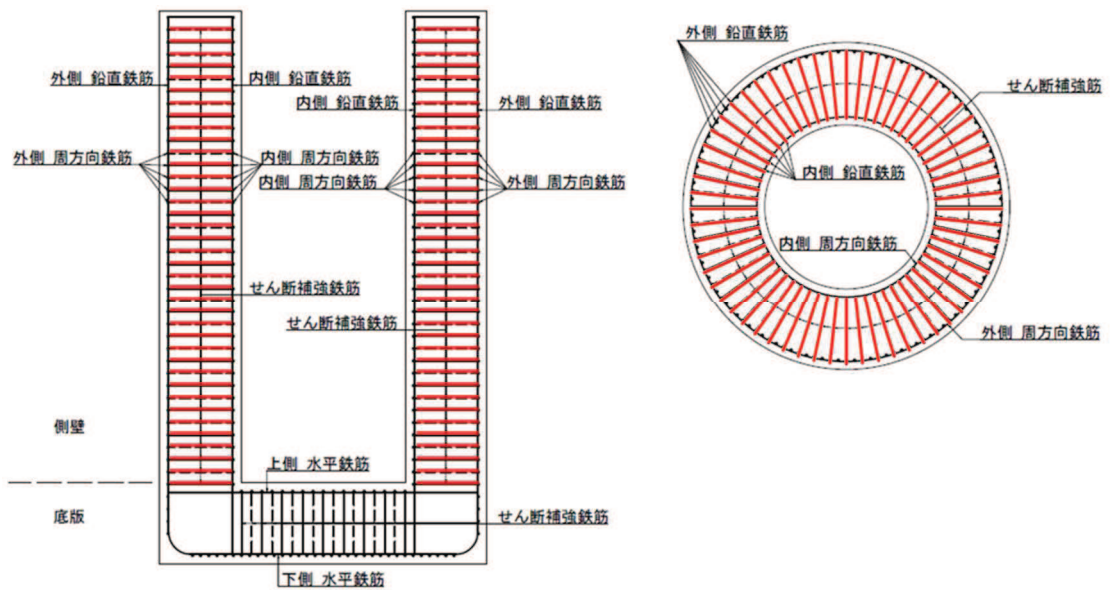 外側 鉛直鉄筋
内側 鉛直鉄筋
内側 鉛直鉄筋
外側 鉛直鉄筋
外側 周方向鉄筋
内側 周方向鉄筋
内側 周方向鉄筋
外側 周方向鉄筋
せん断補強鉄筋
せん断補強鉄筋
側壁
上側 水平鉄筋
底版
せん断補強鉄筋
下側 水平鉄筋
外側 鉛直鉄筋
せん断補強筋
内側 鉛直鉄筋
内側 周方向鉄筋
外側 周方向鉄筋